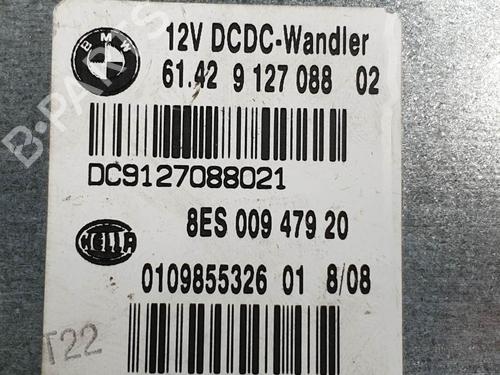 BMW
12V DCDC-Wandler
61.42 9 127 088 02
DC9127088021
8ES 009 479 20
HELLA
0109855326 01 8/08
T22
B-PARTS